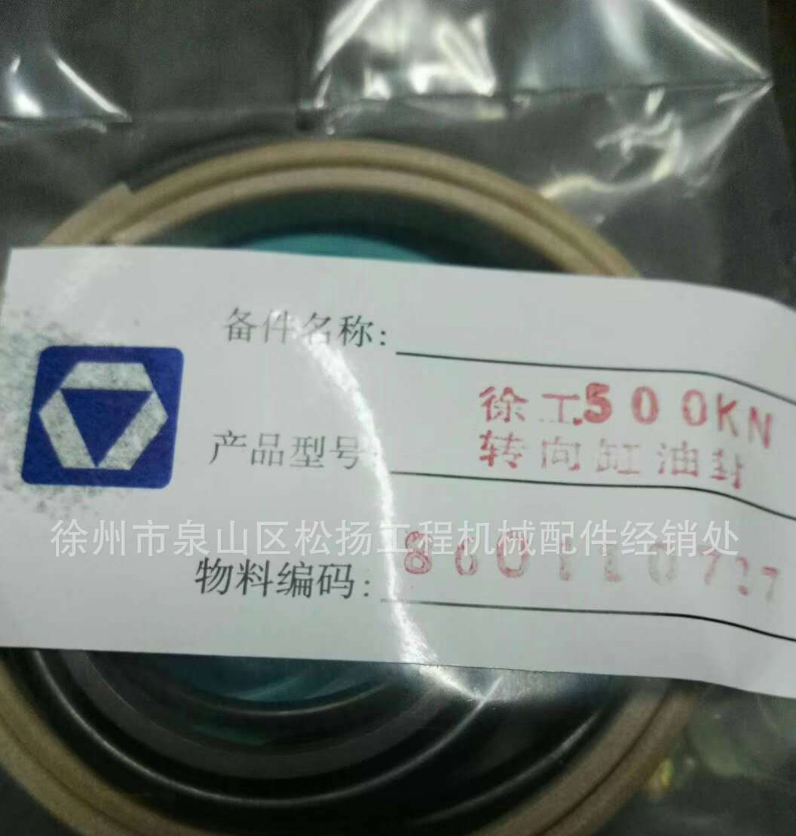 备件名称:
徐工500KN
转向缸油封
产品型号
徐州市泉山区松扬工程机械配件经销处
物料编码: